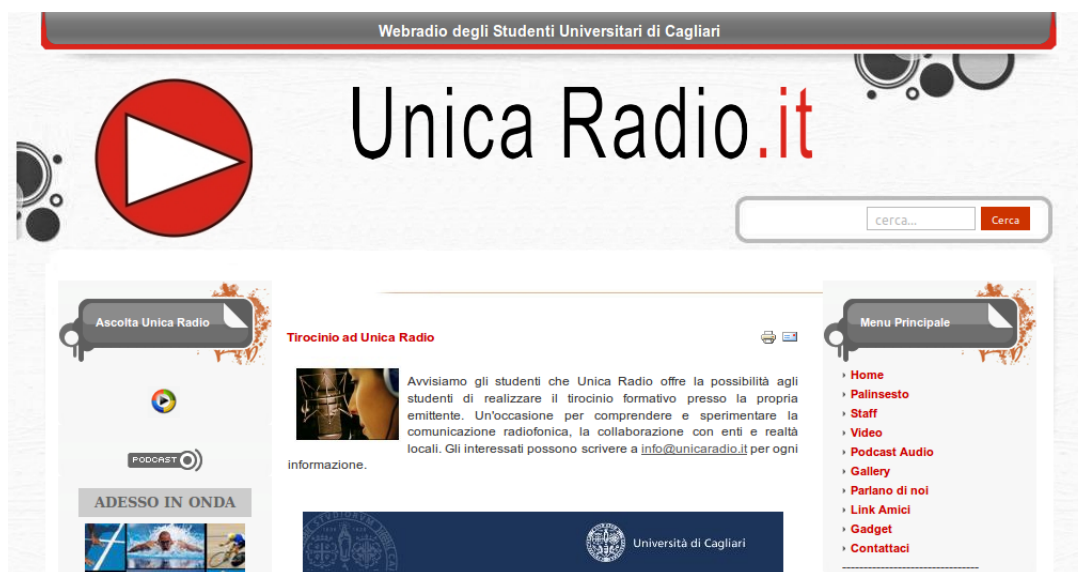 Webradio degli Studenti Universitari di Cagliari
Unica Radio.it
cerca...
Cerca
Ascolta Unica Radio
PODCAST
ADESSO IN ONDA
Tirocinio ad Unica Radio
Avvisiamo gli studenti che Unica Radio offre la possibilità agli
studenti di realizzare il tirocinio formativo presso la propria
emittente. Un'occasione per comprendere e sperimentare la
comunicazione radiofonica, la collaborazione con enti e realtà
locali. Gli interessati possono scrivere a info@unicaradio.it per ogni
informazione.
Università di Cagliari
Menu Principale
Home
Palinsesto
Staff
Video
Podcast Audio
Gallery
Parlano di noi
Link Amici
Gadget
Contattaci